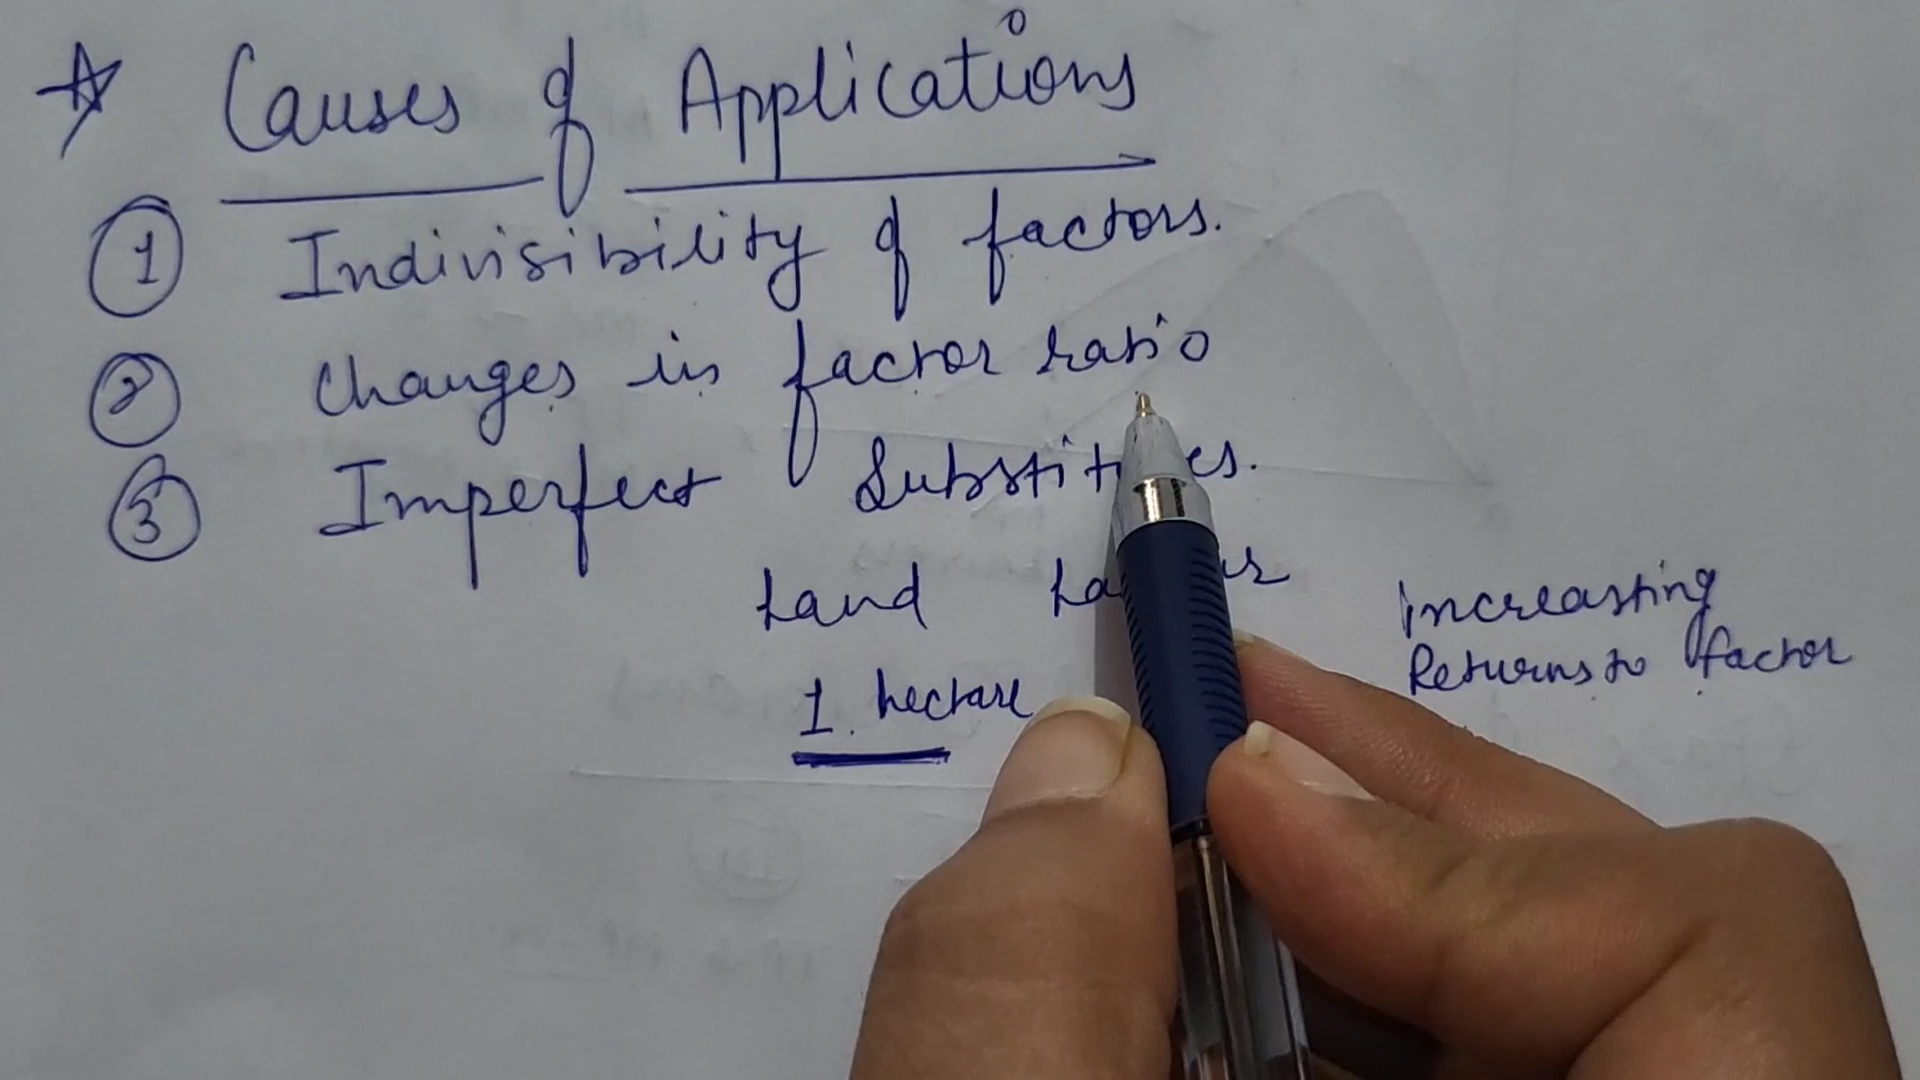 ☆ Causes of Applications
① Indivisibility of factors.
② Changes in factor ratio
③ Imperfect
Land
1 hectare
Increasing
Returns to factor